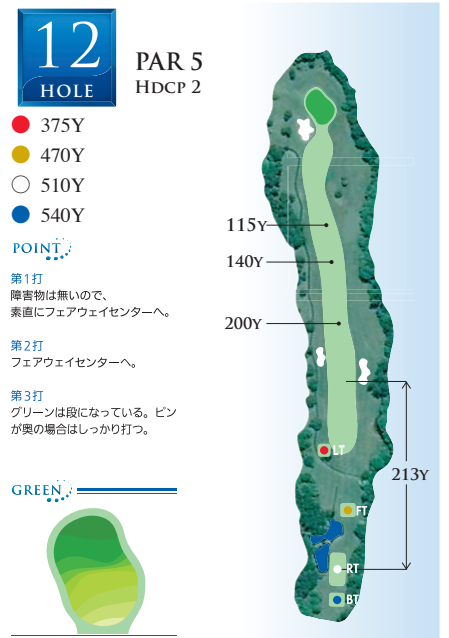 12
HOLE
PAR 5
HDCP 2
375Y
470Y
510Y
540Y
POINT
第1打
障害物は無いので、
素直にフェアウェイセンターへ。
第2打
フェアウェイセンターへ。
第3打
グリーンは段になっている。ピン
が奥の場合はしっかり打つ。
GREEN
115Y
140Y
200Y
LT
213Y
FT
RT
BT